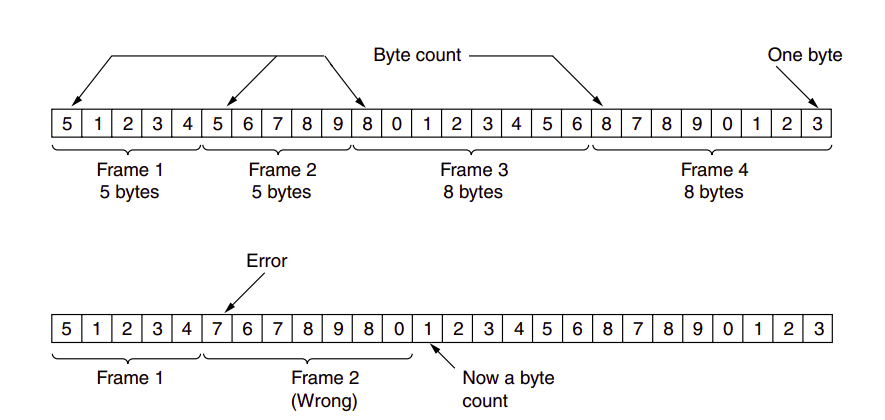 Byte count One byte
5 1 2 3 4 5 6 7 8 9 8 0 1 2 3 4 5 6 8 7 8 9 0 1 2 3
Frame 1 Frame 2 Frame 3 Frame 4
5 bytes 5 bytes 8 bytes 8 bytes
Error
5 1 2 3 4 7 6 7 8 9 8 0 1 2 3 4 5 6 8 7 8 9 0 1 2 3
Frame 1 Frame 2 Now a byte
(Wrong) count